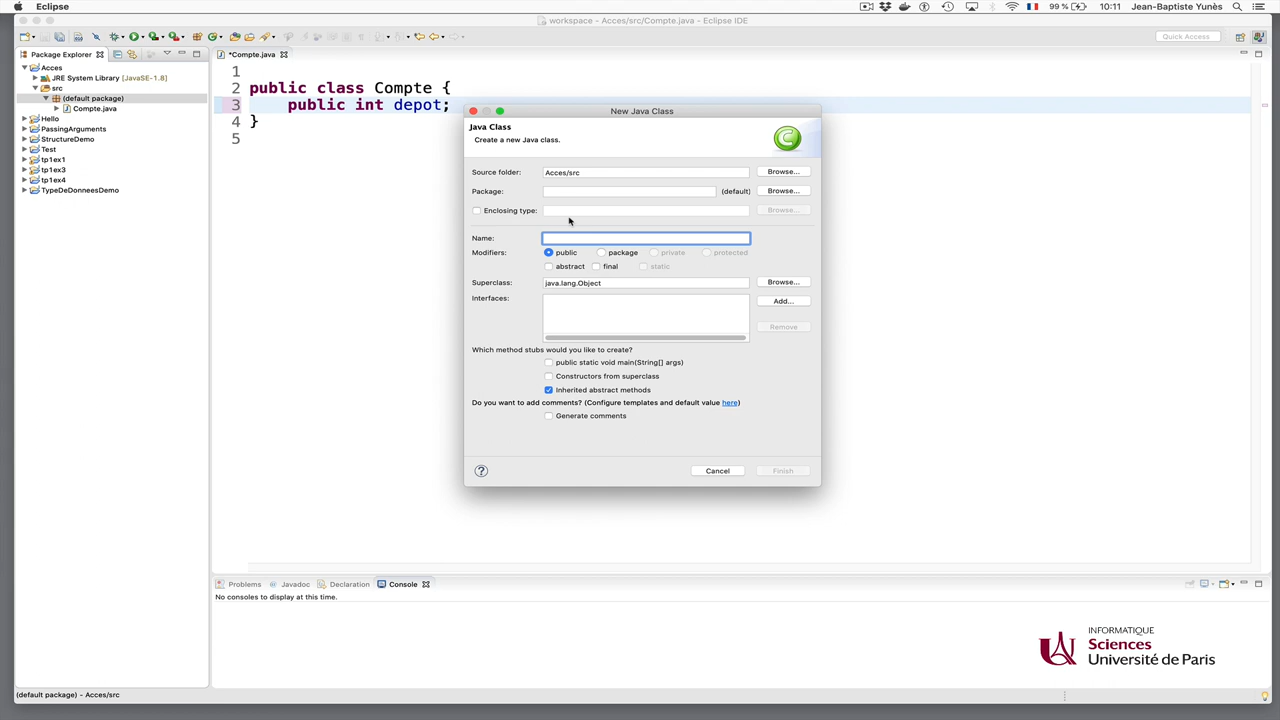 Eclipse 99 % 10:11 Jean-Baptiste Yunès
workspace - Acces/src/Compte.java - Eclipse IDE
Quick Access
Package Explorer
Acces
JRE System Library [JavaSE-1.8]
src
(default package)
Compte.java
Hello
PassingArguments
StructureDemo
Test
tp1ex1
tp1ex3
tp1ex4
TypeDeDonneesDemo
*Compte.java
1
2 public class Compte {
3 public int depot;
4 }
5
New Java Class
Java Class
Create a new Java class.
Source folder: Acces/src Browse...
Package: (default) Browse...
Enclosing type: Browse...
Name:
Modifiers: public package private protected
abstract final static
Superclass: java.lang.Object Browse...
Interfaces: Add...
Remove
Which method stubs would you like to create?
public static void main(String[] args)
Constructors from superclass
Inherited abstract methods
Do you want to add comments? (Configure templates and default value here)
Generate comments
? Cancel Finish
Problems Javadoc Declaration Console
No consoles to display at this time.
INFORMATIQUE
Sciences
Université de Paris
(default package) - Acces/src